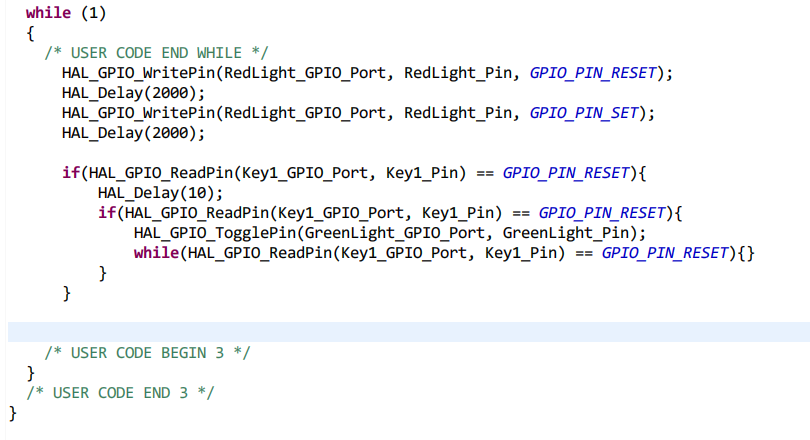 while (1)
{
/* USER CODE END WHILE */
HAL_GPIO_WritePin(RedLight_GPIO_Port, RedLight_Pin, GPIO_PIN_RESET);
HAL_Delay(2000);
HAL_GPIO_WritePin(RedLight_GPIO_Port, RedLight_Pin, GPIO_PIN_SET);
HAL_Delay(2000);
if(HAL_GPIO_ReadPin(Key1_GPIO_Port, Key1_Pin) == GPIO_PIN_RESET){
HAL_Delay(10);
if(HAL_GPIO_ReadPin(Key1_GPIO_Port, Key1_Pin) == GPIO_PIN_RESET){
HAL_GPIO_TogglePin(GreenLight_GPIO_Port, GreenLight_Pin);
while(HAL_GPIO_ReadPin(Key1_GPIO_Port, Key1_Pin) == GPIO_PIN_RESET){}
}
}
/* USER CODE BEGIN 3 */
}
/* USER CODE END 3 */
}